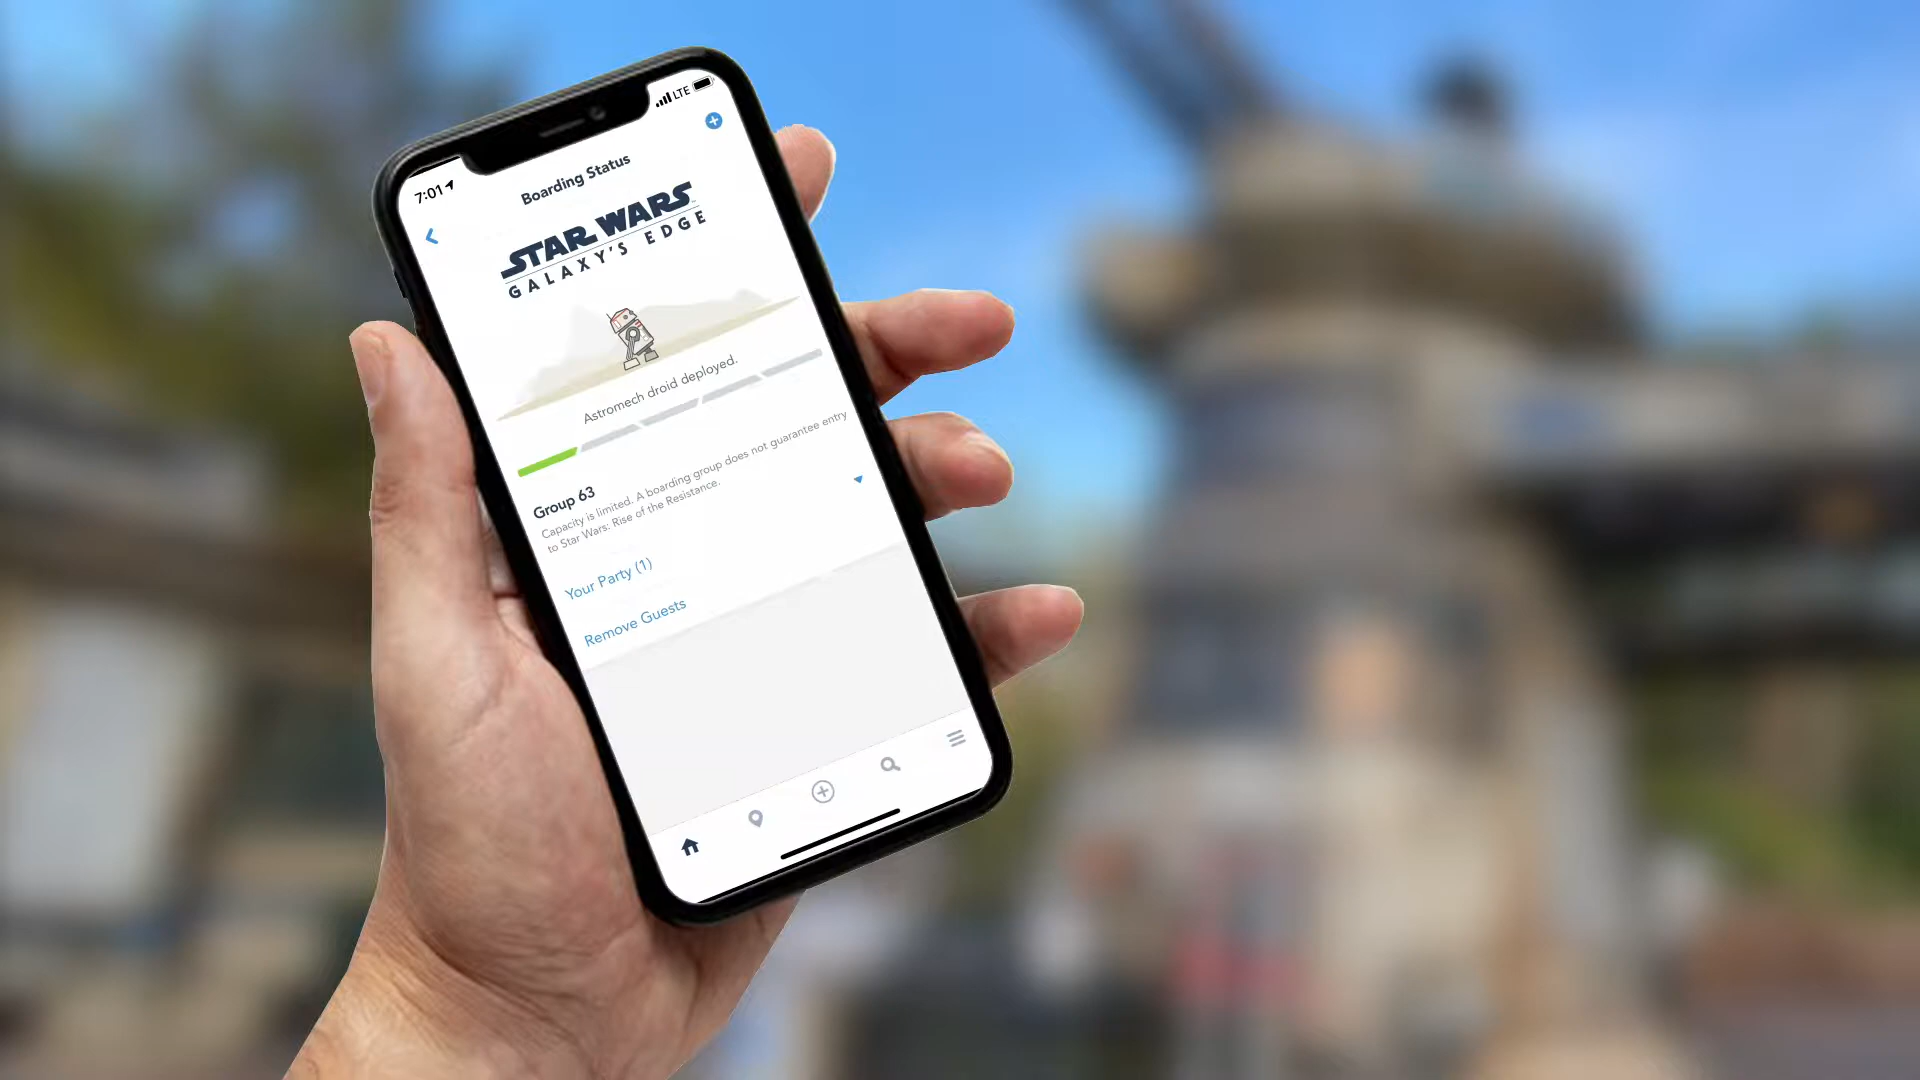 7:01
LTE
Boarding Status
STAR WARS
GALAXY'S EDGE
Astromech droid deployed.
Group 63
Capacity is limited. A boarding group does not guarantee entry
to Star Wars: Rise of the Resistance.
Your Party (1)
Remove Guests